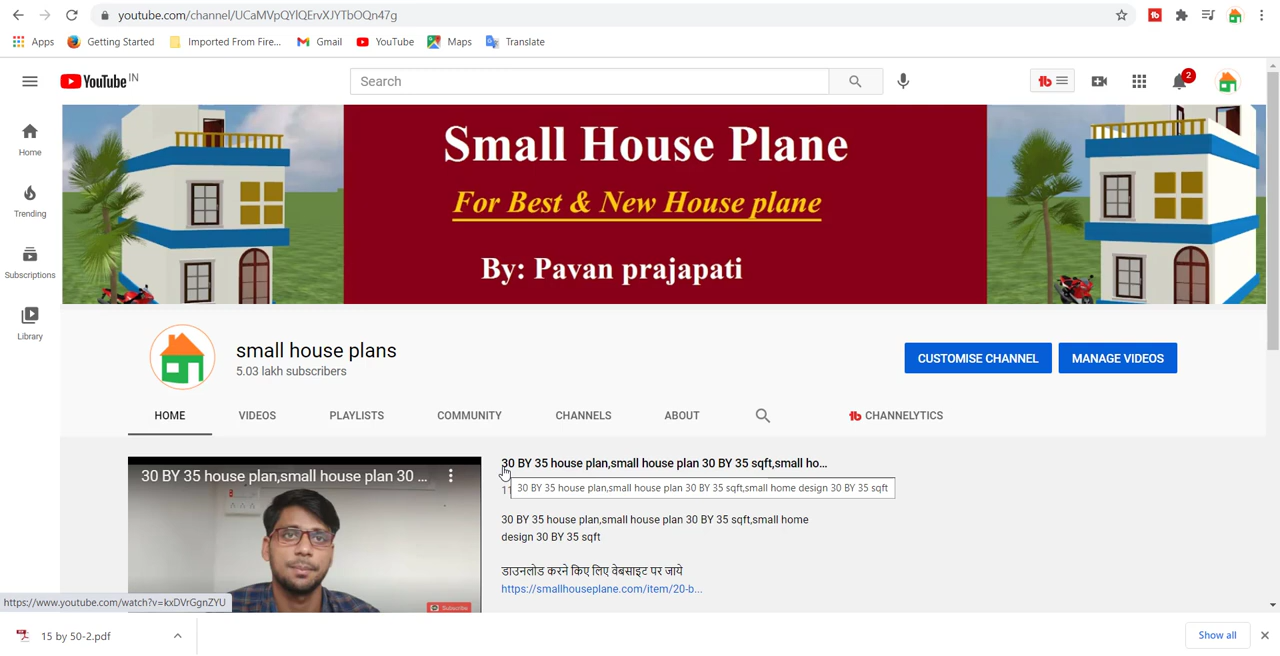 youtube.com/channel/UCaMVpQYlQErvXJYTbOQn47g
Apps Getting Started Imported From Fire... Gmail YouTube Maps Translate
YouTube IN
Search
2
Small House Plane
For Best & New House plane
By: Pavan prajapati
Home
Trending
Subscriptions
Library
small house plans
5.03 lakh subscribers
CUSTOMISE CHANNEL MANAGE VIDEOS
HOME VIDEOS PLAYLISTS COMMUNITY CHANNELS ABOUT CHANNELYTICS
30 BY 35 house plan,small house plan 30 ...
Subscribe
30 BY 35 house plan,small house plan 30 BY 35 sqft,small ho...
30 BY 35 house plan,small house plan 30 BY 35 sqft,small home design 30 BY 35 sqft
30 BY 35 house plan,small house plan 30 BY 35 sqft,small home
design 30 BY 35 sqft
डाउनलोड करने किए लिए वेबसाइट पर जाये
https://smallhouseplane.com/item/20-b...
https://www.youtube.com/watch?v=kxDVrGgnZYU
15 by 50-2.pdf
Show all